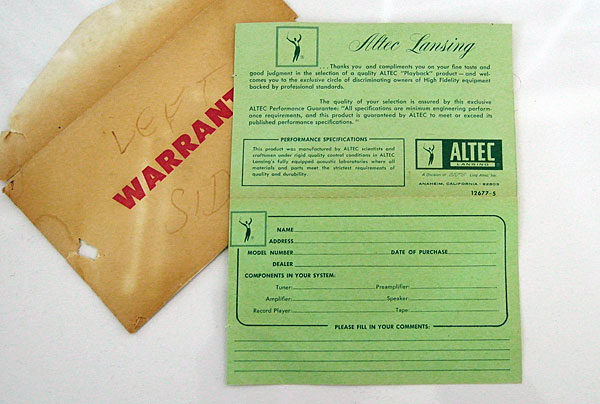 LEFT
SID
WARRANT
Altec Lansing
. . . Thanks you and compliments you on your fine taste and
good judgment in the selection of a quality ALTEC "Playback" product — and wel-
comes you to the exclusive circle of discriminating owners of High Fidelity equipment
backed by professional standards.
The quality of your selection is assured by this exclusive
ALTEC Performance Guarantee: "All specifications are minimum engineering perform-
ance requirements, and this product is guaranteed by ALTEC to meet or exceed its
published performance specifications."
PERFORMANCE SPECIFICATIONS
This product was manufactured by ALTEC scientists and
craftsmen under rigid quality control conditions in ALTEC
Lansing's fully equipped acoustic laboratories where all
materials and parts meet the strictest requirements of
quality and durability.
ALTEC
LANSING
A Division of Ling Altec, Inc.
ANAHEIM, CALIFORNIA • 92803
12677-5
NAME
ADDRESS
MODEL NUMBER DATE OF PURCHASE
DEALER
COMPONENTS IN YOUR SYSTEM:
Tuner: Preamplifier:
Amplifier: Speaker:
Record Player: Tape:
PLEASE FILL IN YOUR COMMENTS: